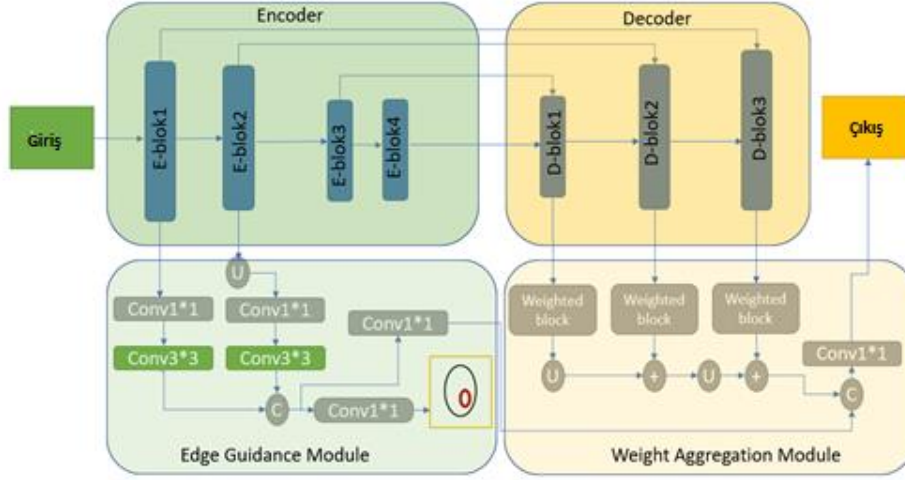 Encoder
Decoder
Giriş
E-blok1
E-blok2
E-blok3
E-blok4
D-blok1
D-blok2
D-blok3
Çıkış
U
Conv1*1
Conv1*1
Conv1*1
Conv3*3
Conv3*3
C
Conv1*1
Edge Guidance Module
Weighted
block
Weighted
block
Weighted
block
Conv1*1
U
+
U
+
C
Weight Aggregation Module